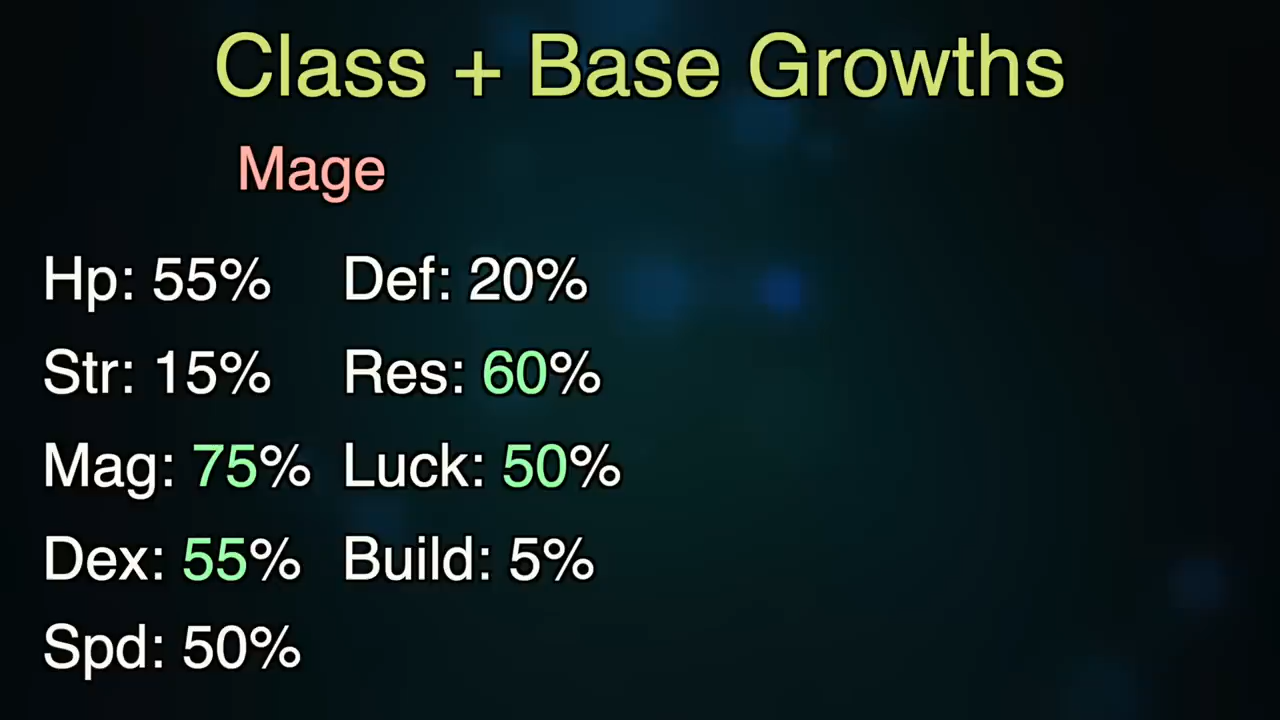 Class + Base Growths
Mage
Hp: 55% Def: 20%
Str: 15% Res: 60%
Mag: 75% Luck: 50%
Dex: 55% Build: 5%
Spd: 50%